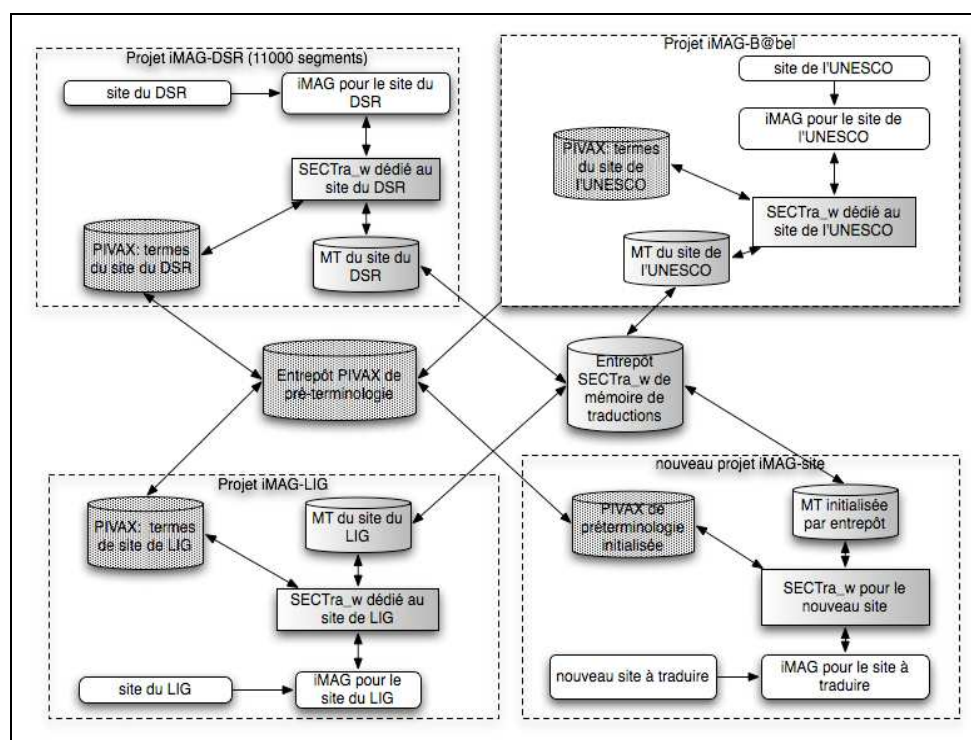 Projet iMAG-DSR (11000 segments)
site du DSR
iMAG pour le site du
DSR
SECTra_w dédié au
site du DSR
PIVAX: termes
du site du DSR
MT du site du
DSR
Projet iMAG-B@bel
site de l'UNESCO
iMAG pour le site de
l'UNESCO
PIVAX: termes
du site de
l'UNESCO
SECTra_w dédié au
site de l'UNESCO
MT du site de
l'UNESCO
Entrepôt PIVAX de
pré-terminologie
Entrepôt
SECTra_w de
mémoire de
traductions
Projet iMAG-LIG
PIVAX: termes
de site de LIG
MT du site du
LIG
SECTra_w dédié au
site de LIG
site du LIG
iMAG pour le
site du LIG
nouveau projet iMAG-site
PIVAX de
préterminologie
initialisée
MT initialisée
par entrepôt
SECTra_w pour le
nouveau site
nouveau site à traduire
iMAG pour le site à
traduire